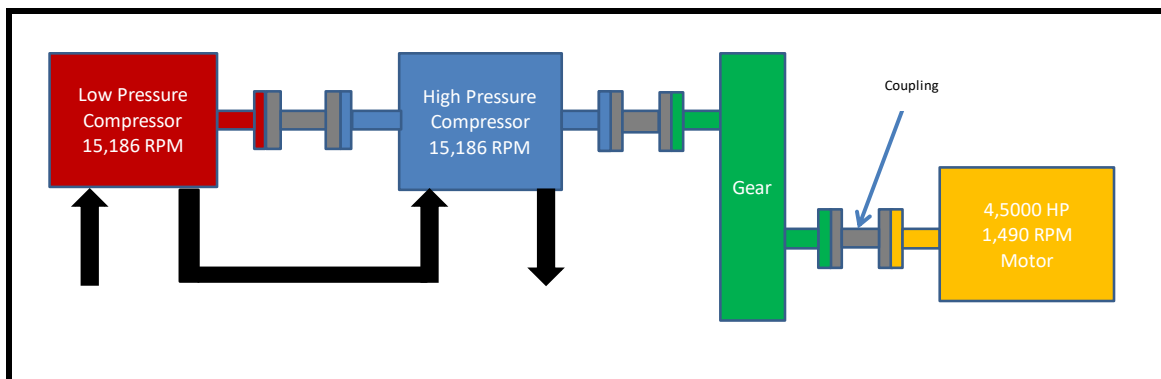 Low Pressure
Compressor
15,186 RPM
High Pressure
Compressor
15,186 RPM
Gear
Coupling
4,5000 HP
1,490 RPM
Motor